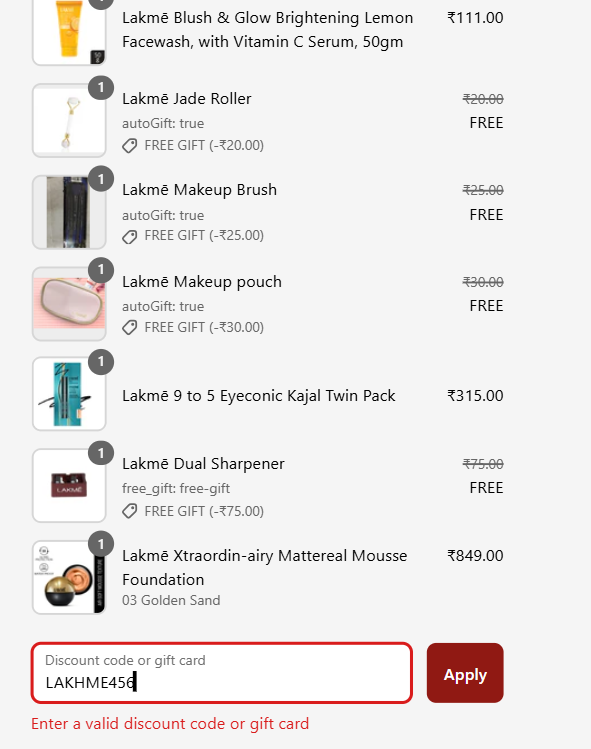 Lakmē Blush & Glow Brightening Lemon
Facewash, with Vitamin C Serum, 50gm
₹111.00
1
Lakmē Jade Roller
₹20.00
autoGift: true
FREE
FREE GIFT (-₹20.00)
1
Lakmē Makeup Brush
₹25.00
autoGift: true
FREE
FREE GIFT (-₹25.00)
1
Lakmē Makeup pouch
₹30.00
autoGift: true
FREE
FREE GIFT (-₹30.00)
1
Lakmē 9 to 5 Eyeconic Kajal Twin Pack
₹315.00
1
Lakmē Dual Sharpener
₹75.00
free_gift: free-gift
FREE
FREE GIFT (-₹75.00)
LAKMÉ
1
Lakmē Xtraordin-airy Mattereal Mousse
Foundation
₹849.00
03 Golden Sand
Discount code or gift card
LAKHME456
Apply
Enter a valid discount code or gift card